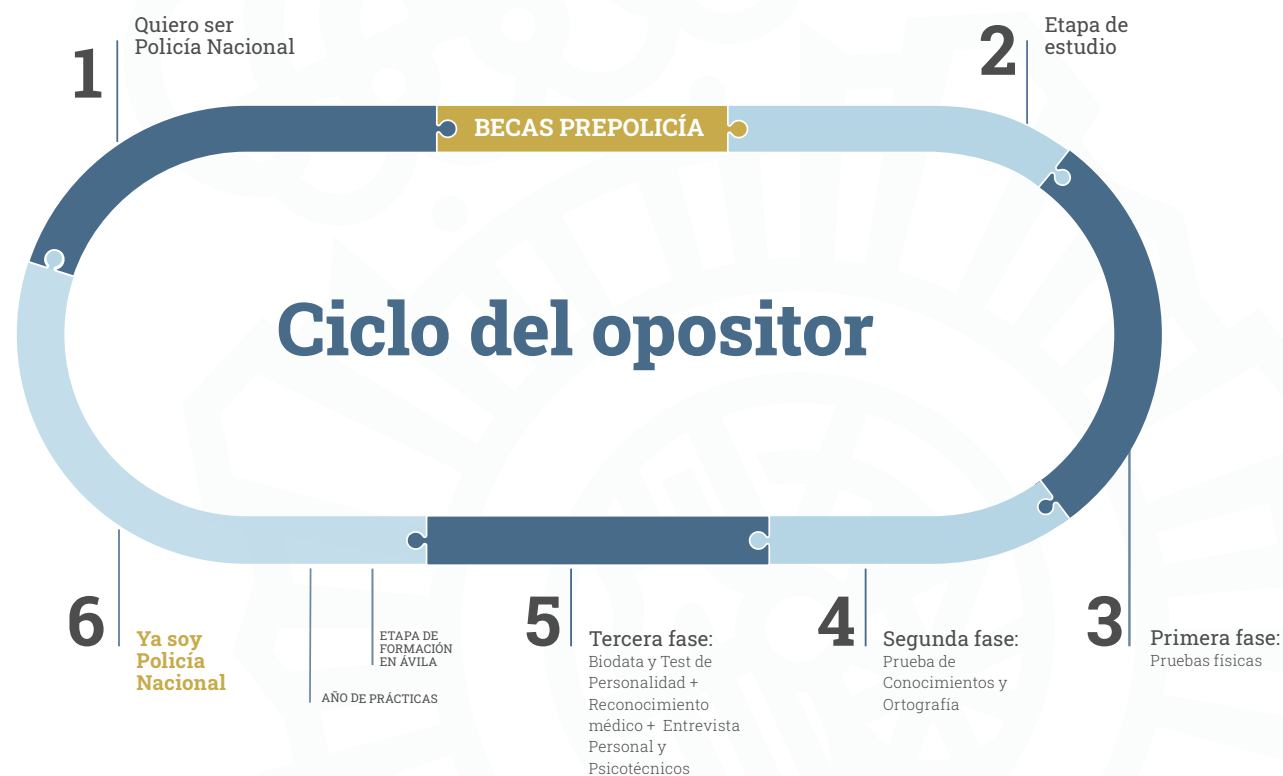 1
Quiero ser
Policía Nacional
2
Etapa de
estudio
BECAS PREPOLICÍA
Ciclo del opositor
6
Ya soy
Policía
Nacional
AÑO DE PRÁCTICAS
ETAPA DE
FORMACIÓN
EN ÁVILA
5
Tercera fase:
Biodata y Test de
Personalidad +
Reconocimiento
médico + Entrevista
Personal y
Psicotécnicos
4
Segunda fase:
Prueba de
Conocimientos y
Ortografía
3
Primera fase:
Pruebas físicas